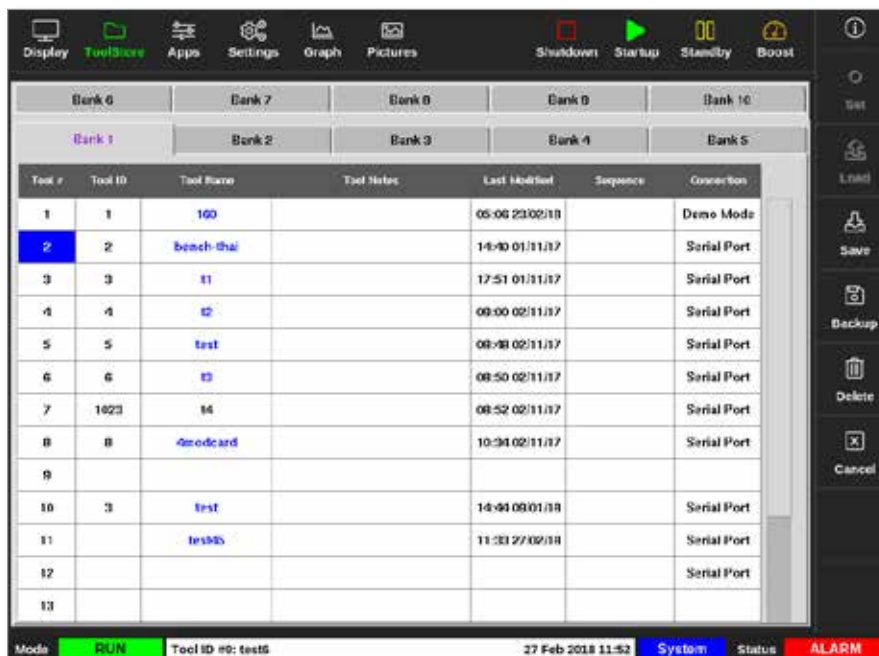 Display ToolStore Apps Settings Graph Pictures Shutdown Startup Standby Boost
Set
Load
Save
Backup
Delete
Cancel
Bank 6 Bank 7 Bank 8 Bank 9 Bank 10
Bank 1 Bank 2 Bank 3 Bank 4 Bank 5
Tool # Tool ID Tool Name Tool Notes Last Modified Sequence Connection
1 1 160 05:06 23/02/18 Demo Mode
2 2 bench-thai 14:40 01/11/17 Serial Port
3 3 t1 17:51 01/11/17 Serial Port
4 4 t2 08:00 02/11/17 Serial Port
5 5 test 08:48 02/11/17 Serial Port
6 6 t3 08:50 02/11/17 Serial Port
7 1023 t4 08:52 02/11/17 Serial Port
8 8 4modcard 10:34 02/11/17 Serial Port
9
10 3 test 14:44 09/01/18 Serial Port
11 11:33 27/02/18 Serial Port
12 Serial Port
13
Mode RUN Tool ID #0: test6 27 Feb 2018 11:52 System Status ALARM